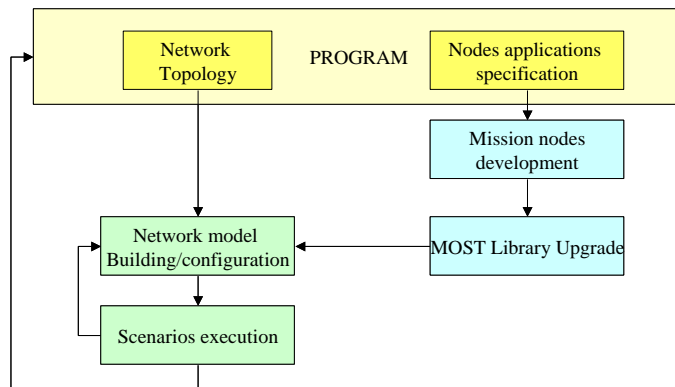 Network
Topology
PROGRAM
Nodes applications
specification
Mission nodes
development
Network model
Building/configuration
MOST Library Upgrade
Scenarios execution